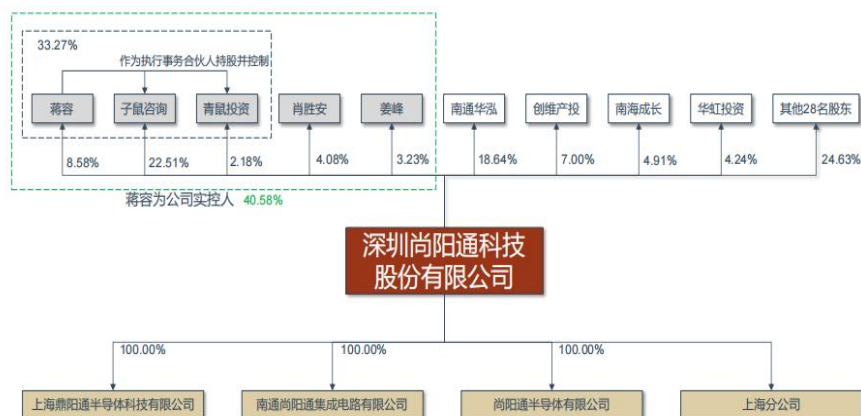 33.27%
作为执行事务合伙人持股并控制
蒋容
子鼠咨询
青鼠投资
肖胜安
姜峰
南通华泓
创维产投
南海成长
华虹投资
其他28名股东
8.58%
22.51%
2.18%
4.08%
3.23%
18.64%
7.00%
4.91%
4.24%
24.63%
蒋容为公司实控人 40.58%
深圳尚阳通科技
股份有限公司
100.00%
100.00%
100.00%
上海鼎阳通半导体科技有限公司
南通尚阳通集成电路有限公司
尚阳通半导体有限公司
上海分公司